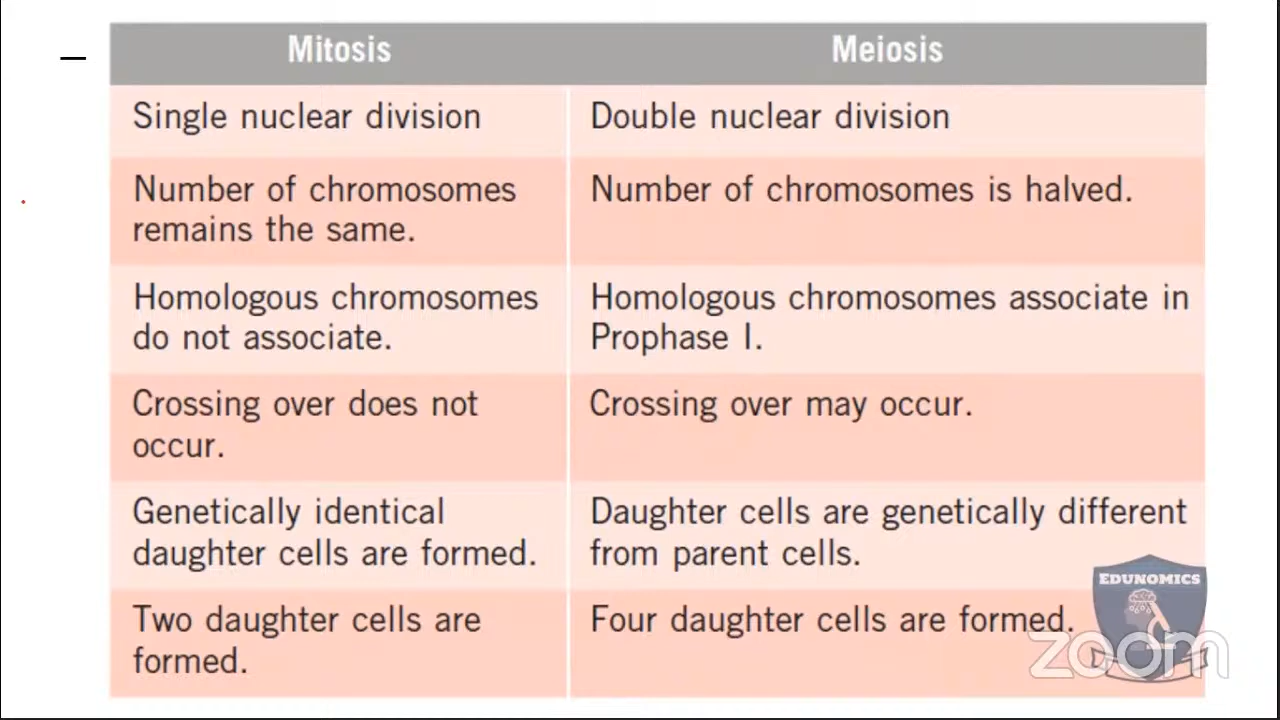 Mitosis
Meiosis
Single nuclear division
Double nuclear division
Number of chromosomes
remains the same.
Number of chromosomes is halved.
Homologous chromosomes
do not associate.
Homologous chromosomes associate in
Prophase I.
Crossing over does not
occur.
Crossing over may occur.
Genetically identical
daughter cells are formed.
Daughter cells are genetically different
from parent cells.
Two daughter cells are
formed.
Four daughter cells are formed.
EDUNOMICS
zoom